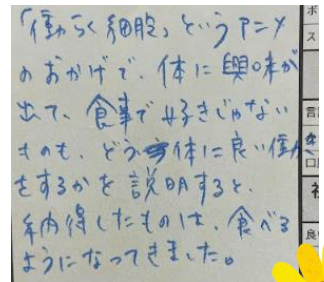 「働らく細胞」というアニメ
のおかげで、体に興味が
出て、食事で好きじゃない
ものも、どう体に良い働
をするかを説明すると、
納得したものは、食べる
ようになってきました。
ス